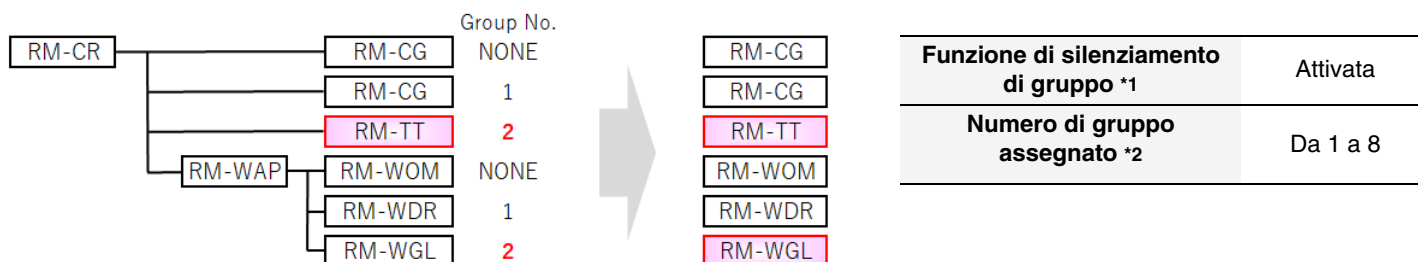 Group No.
RM-CR RM-CG NONE RM-CG
RM-CG 1 RM-CG
RM-TT 2 RM-TT
RM-WAP RM-WOM NONE RM-WOM
RM-WDR 1 RM-WDR
RM-WGL 2 RM-WGL
Funzione di silenziamento
di gruppo *1
Attivata
Numero di gruppo
assegnato *2
Da 1 a 8